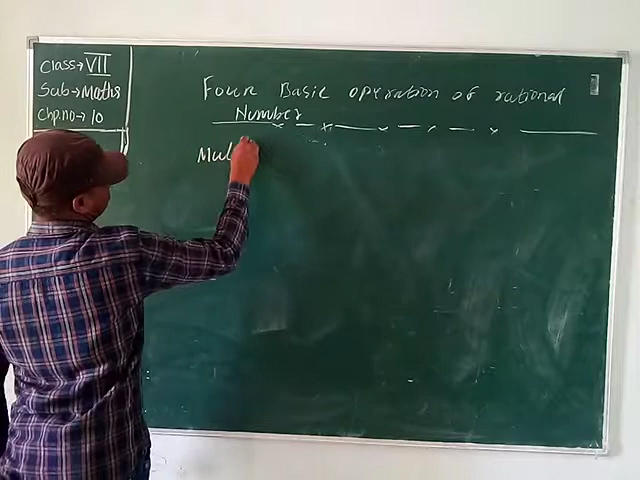 Class→ VII
Sub→ Maths
Chp.no→ 10
Four Basic operation of rational
Number
Mul